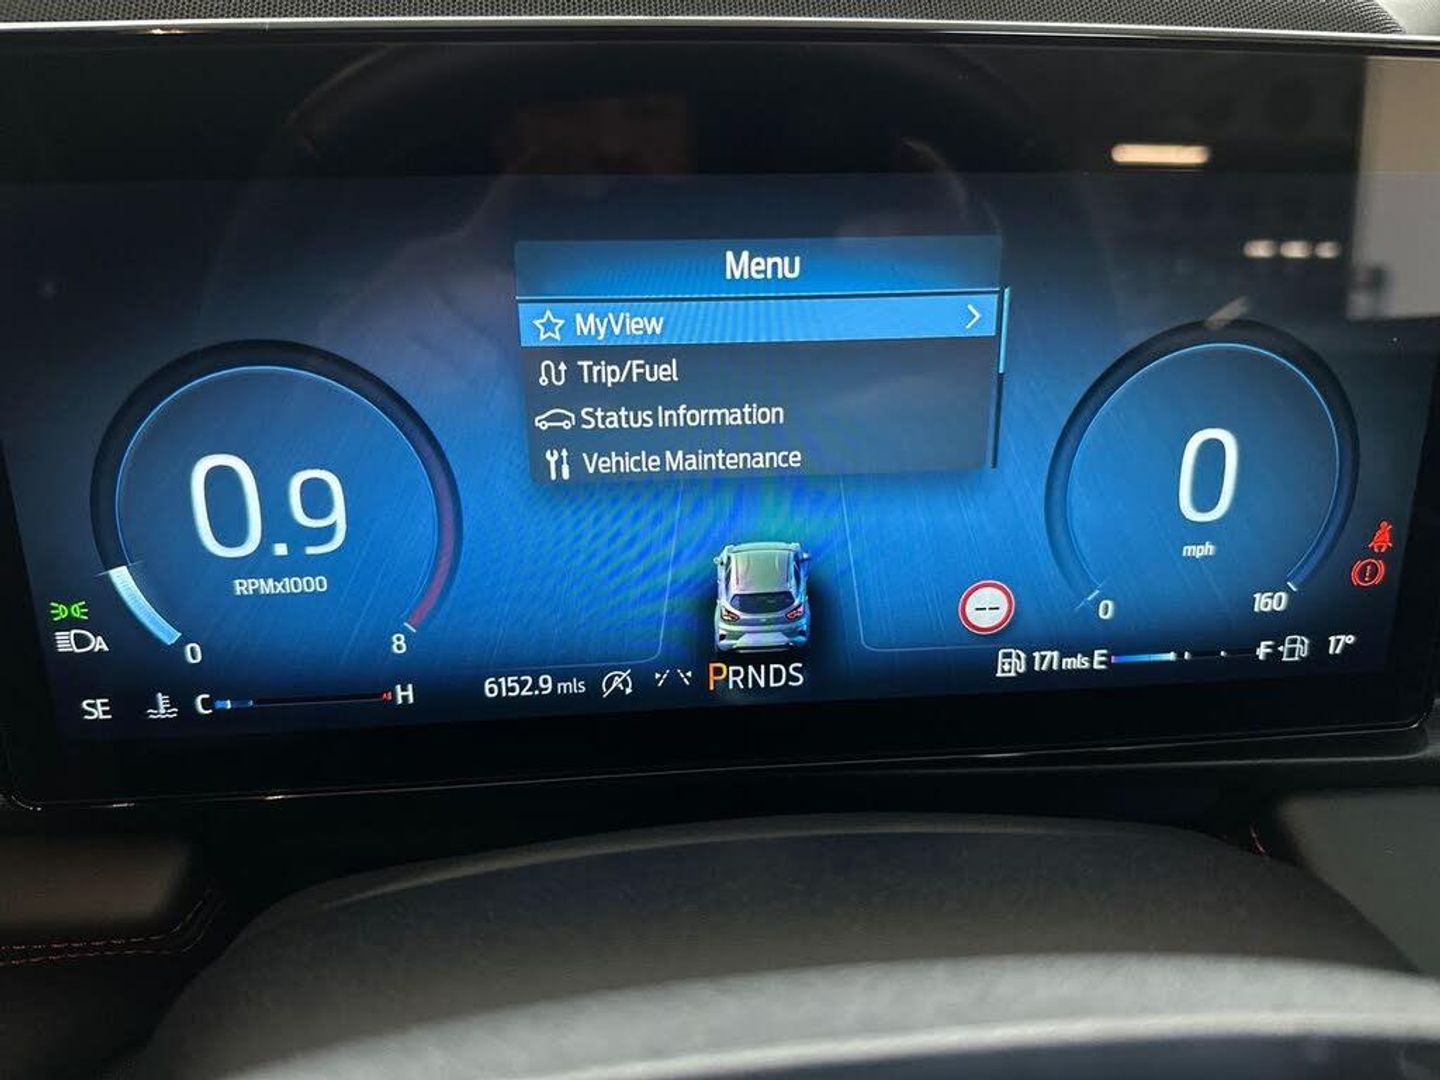 Menu
MyView
Trip/Fuel
Status Information
Vehicle Maintenance
0.9
RPMx1000
0
8
0
mph
0
160
A
--
171 mls E
F
17°
SE
C
H
6152.9 mls
PRNDS